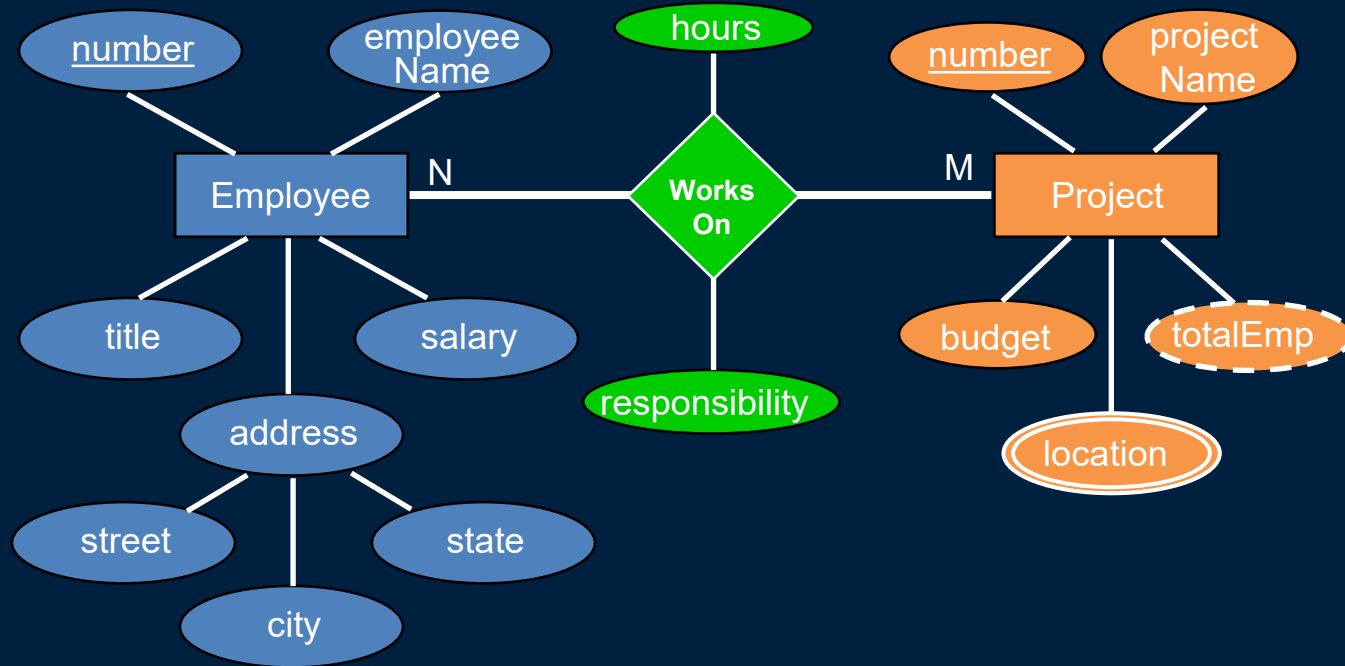 number
employee
Name
hours
number
project
Name
Employee
N
Works
On
M
Project
title
salary
budget
totalEmp
responsibility
address
location
street
state
city